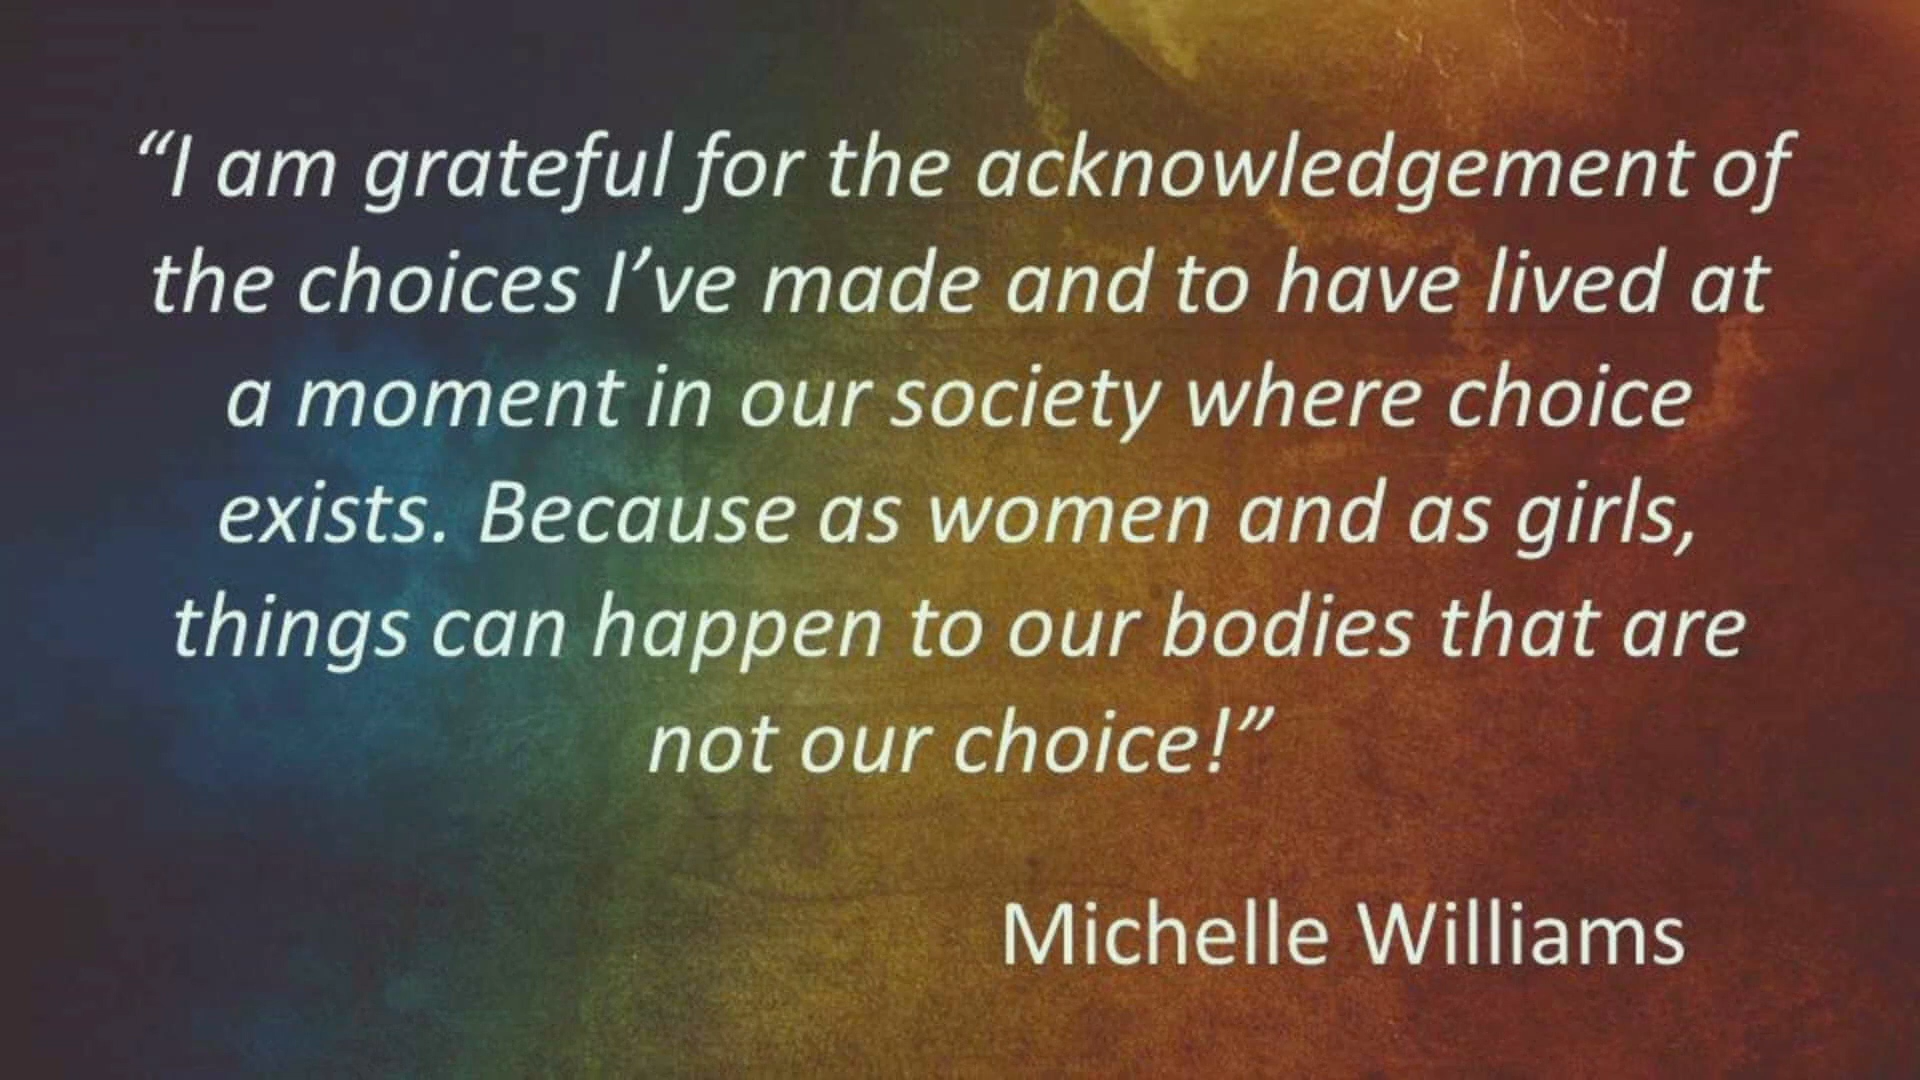 “I am grateful for the acknowledgement of
the choices I’ve made and to have lived at
a moment in our society where choice
exists. Because as women and as girls,
things can happen to our bodies that are
not our choice!”
Michelle Williams